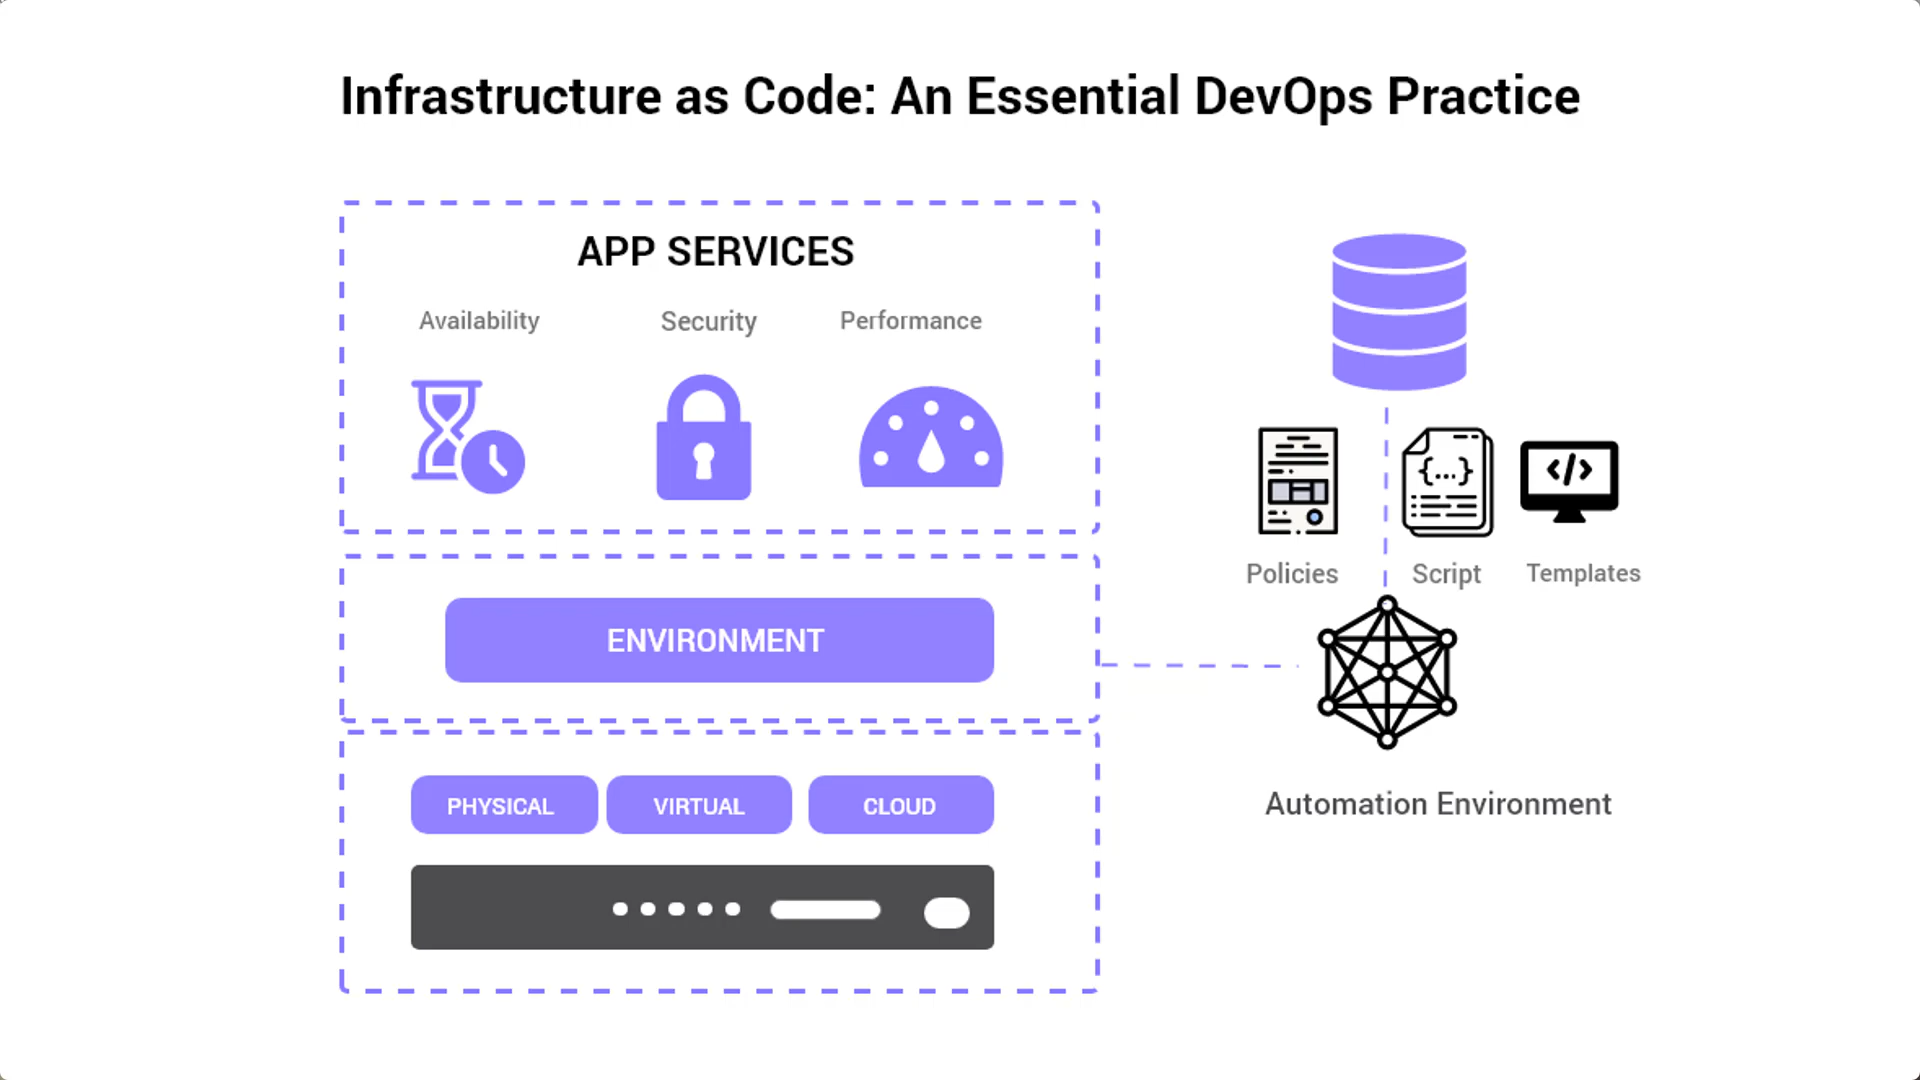 Infrastructure as Code: An Essential DevOps Practice
APP SERVICES
Availability
Security
Performance
ENVIRONMENT
PHYSICAL
VIRTUAL
CLOUD
{...}
</>
Policies
Script
Templates
Automation Environment